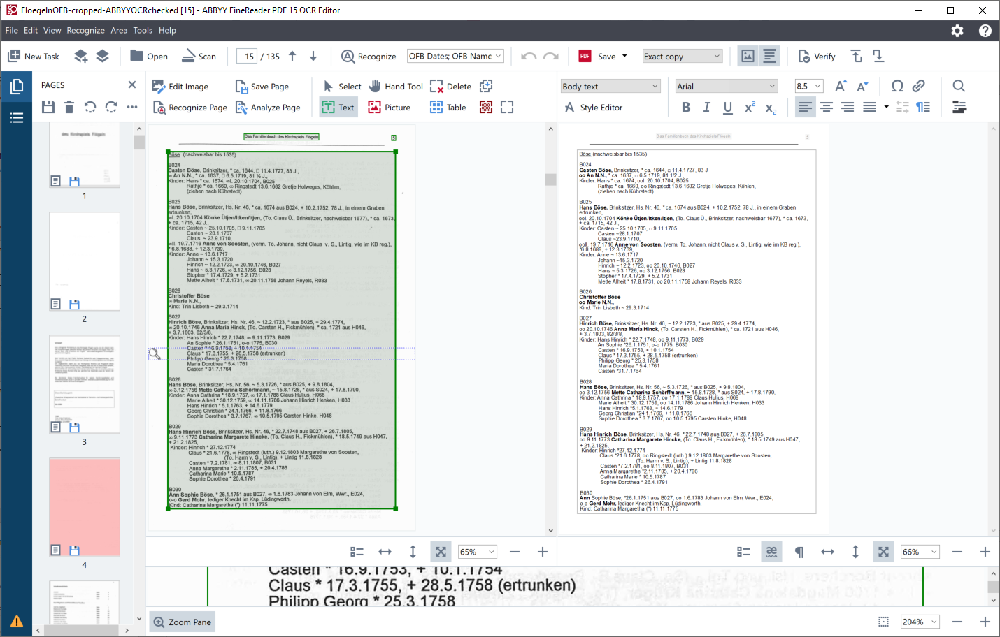 FloegelnOFB-cropped-ABBYYOCRchecked [15] - ABBYY FineReader PDF 15 OCR Editor
File Edit View Recognize Area Tools Help
New Task Open Scan 15 / 135 Recognize OFB Dates; OFB Name PDF Save Exact copy Verify
PAGES
Edit Image Save Page Select Hand Tool Delete
Recognize Page Analyze Page Text Picture Table
Body text Arial 8.5
Style Editor B I U x² x₂
1
2
3
4
Das Familienbuch des Kirchspiels Flögeln 5
Böse (nachweisbar bis 1535)
B024
Casten Böse, Brinksitzer, * ca. 1644, □ 11.4.1727, 83 J.,
∞ An N.N., * ca. 1637, □ 6.5.1719, 81 ½ J.,
Kinder: Hans * ca. 1674, ∞I. 20.10.1704, B025
Rathje * ca. 1660, ∞ Ringstedt 13.6.1682 Gretje Holweges, Köhlen,
(ziehen nach Kührstedt)
B025
Hans Böse, Brinksitzer, Hs. Nr. 46, * ca. 1674 aus B024, + 10.2.1752, 78 J., in einem Graben
ertrunken,
∞I. 20.10.1704 Könke Ütjen/Itken/Itjen, (To. Claus Ü., Brinksitzer, nachweisbar 1677), * ca. 1673,
+ ca. 1715, 42 J.,
Kinder: Casten ~ 25.10.1705, □ 9.11.1705
Casten ~ 28.1.1707
Claus ~ 23.9.1710,
∞II. 19.7.1716 Anne von Soosten, (verm. To. Johann, nicht Claus v. S., Lintig, wie im KB reg.),
* 6.8.1688, + 12.3.1739,
Kinder: Anne ~ 13.6.1717
Johann ~ 15.3.1720
Hinrich ~ 12.2.1723, ∞ 20.10.1746, B027
Hans ~ 5.3.1726, ∞ 3.12.1756, B028
Stopher * 17.4.1729, + 5.2.1731
Mette Alheit * 17.8.1731, ∞ 20.11.1758 Johann Reyels, R033
B026
Christoffer Böse
∞ Marie N.N.,
Kind: Trin Lisbeth ~ 29.3.1714
B027
Hinrich Böse, Brinksitzer, Hs. Nr. 46, ~ 12.2.1723, * aus B025, + 29.4.1774,
∞ 20.10.1746 Anna Maria Hinck, (To. Carsten H., Fickmühlen), * ca. 1721 aus H046,
+ 3.7.1803, 82/3/8,
Kinder: Hans Hinrich * 22.7.1748, ∞ 9.11.1773, B029
An Sophie * 26.1.1751, o-o 1775, B030
Casten * 16.9.1753, + 10.1.1754
Claus * 17.3.1755, + 28.5.1758 (ertrunken)
Philipp Georg * 25.3.1758
Maria Dorothea * 5.4.1761
Casten * 31.7.1764
B028
Hans Böse, Brinksitzer, Hs. Nr. 56, ~ 5.3.1726, * aus B025, + 9.8.1804,
∞ 3.12.1756 Mette Catharina Schörfmann, ~ 15.8.1728, * aus S024, + 17.8.1790,
Kinder: Anna Cathrina * 18.9.1757, ∞ 17.1.1788 Claus Huljus, H068
Marie Alheit * 30.12.1759, ∞ 14.11.1786 Johann Hinrich Henken, H033
Hans Hinrich * 5.1.1763, + 14.6.1779
Georg Christian * 24.1.1766, + 11.8.1766
Sophie Dorothea * 3.7.1767, ∞ 10.5.1795 Carsten Hinke, H048
B029
Hans Hinrich Böse, Brinksitzer, Hs. Nr. 46, * 22.7.1748 aus B027, + 26.7.1805,
∞ 9.11.1773 Catharina Margarete Hincke, (To. Claus H., Fickmühlen), * 18.5.1749 aus H047,
+ 21.2.1825,
Kinder: Hinrich * 27.12.1774
Claus * 21.6.1778, ∞ Ringstedt (luth.) 9.12.1803 Margarethe von Soosten,
(To. Harm v. S., Lintig), + Lintig 11.8.1828
Casten * 7.2.1781, ∞ 8.11.1807, B031
Anna Margarethe * 2.11.1785, + 20.4.1786
Catharina Marie * 10.5.1787
Sophie Dorothea * 26.4.1791
B030
Ann Sophie Böse, * 26.1.1751 aus B027, ∞ 1.6.1783 Johann von Elm, Wwr., E024,
o-o Gerd Mohr, lediger Knecht im Ksp. Lüdingworth,
Kind: Catharina Margaretha (*) 11.11.1775
Das Familienbuch des Kirchspiels Flögeln 5
Böse (nachweisbar bis 1535)
B024
Gasten Böse, Brinksitzer, * ca. 1644, □ 11.4.1727, 83 J
oo An N.N., * ca. 1637, □ 6.5.1719, 81 1/2 J.,
Kinder: Hans * ca. 1674, ool. 20.10.1704, B025
Rathje * ca. 1660, oo Ringstedt 13.6.1682 Gretje Holweges, Köhlen,
(ziehen nach Kührstedt)
B025
Hans Böse, Brinksitzer, Hs. Nr. 46, * ca. 1674 aus B024, + 10.2.1752, 78 J., in einem Graben
ertrunken,
ool. 20.10.1704 Könke Ütjen/Itken/Itjen, (To. Claus Ü., Brinksitzer, nachweisbar 1677), * ca. 1673,
+ ca. 1715, 42 J.,
Kinder: Casten ~ 25.10.1705, □ 9.11.1705
Casten ~28.1.1707
Claus ~23.9.1710,
ooll. 19.7.1716 Anne von Soosten, (verm. To. Johann, nicht Claus v. S., Lintig, wie im KB reg.),
*6.8.1688, + 12.3.1739,
Kinder: Anne ~ 13.6.1717
Johann ~15.3.1720
Hinrich ~ 12.2.1723, oo 20.10.1746, B027
Hans ~ 5.3.1726, oo 3.12.1756, B028
Stopher * 17.4.1729, + 5.2.1731
Mette Alheit * 17.8.1731, oo 20.11.1758 Johann Reyels, R033
B026
Christoffer Böse
oo Marie N.N.,
Kind: Trin Lisbeth ~ 29.3.1714
B027
Hinrich Böse, Brinksitzer, Hs. Nr. 46, ~ 12.2.1723, * aus B025, + 29.4.1774,
oo 20.10.1746 Anna Maria Hinck, (To. Carsten H., Fickmühlen), * ca. 1721 aus H046,
+ 3.7.1803, 82/3/8,
Kinder: Hans Hinrich * 22.7.1748, oo 9.11.1773, B029
An Sophie *26.1.1751, o-o 1775, B030
Casten * 16.9.1753, + 10.1.1754
Claus * 17.3.1755, + 28.5.1758 (ertrunken)
Philipp Georg * 25.3.1758
Maria Dorothea * 5.4.1761
Casten *31.7.1764
B028
Hans Böse, Brinksitzer, Hs. Nr. 56, ~ 5.3.1726, * aus B025, + 9.8.1804,
oo 3.12.1756 Mette Catharina Schörffmann, ~ 15.8.1728, * aus S024, + 17.8.1790,
Kinder: Anna Cathrina * 18.9.1757, oo 17.1.1788 Claus Huljus, H068
Marie Alheit * 30.12.1759, oo 14.11.1786 Johann Hinrich Henken, H033
Hans Hinrich *5.1.1763, + 14.6.1779
Georg Christian *24.1.1766, + 11.8.1766
Sophie Dorothea * 3.7.1767, oo 10.5.1795 Carsten Hinke, H048
B029
Hans Hinrich Böse, Brinksitzer, Hs. Nr. 46, * 22.7.1748 aus B027, + 26.7.1805,
oo 9.11.1773 Catharina Margarete Hincke, (To. Claus H., Fickmühlen), * 18.5.1749 aus H047,
+ 21.2.1825,
Kinder: Hinrich *27.12.1774
Claus *21.6.1778, oo Ringstedt (luth.) 9.12.1803 Margarethe von Soosten,
(To. Harm v. S., Lintig), + Lintig 11.8.1828
Casten *7.2.1781, oo 8.11.1807, B031
Anna Margarethe *2.11.1785, + 20.4.1786
Catharina Marie * 10.5.1787
Sophie Dorothea * 26.4.1791
B030
Ann Sophie Böse, *26.1.1751 aus B027, oo 1.6.1783 Johann von Elm, Wwr., E024,
o-o Gerd Mohr, lediger Knecht im Ksp. Lüdingworth,
Kind: Catharina Margaretha (*) 11.11.1775
65%
66%
Casten * 16.9.1753, + 10.1.1754
Claus * 17.3.1755, + 28.5.1758 (ertrunken)
Philipp Georg * 25.3.1758
Zoom Pane 204%